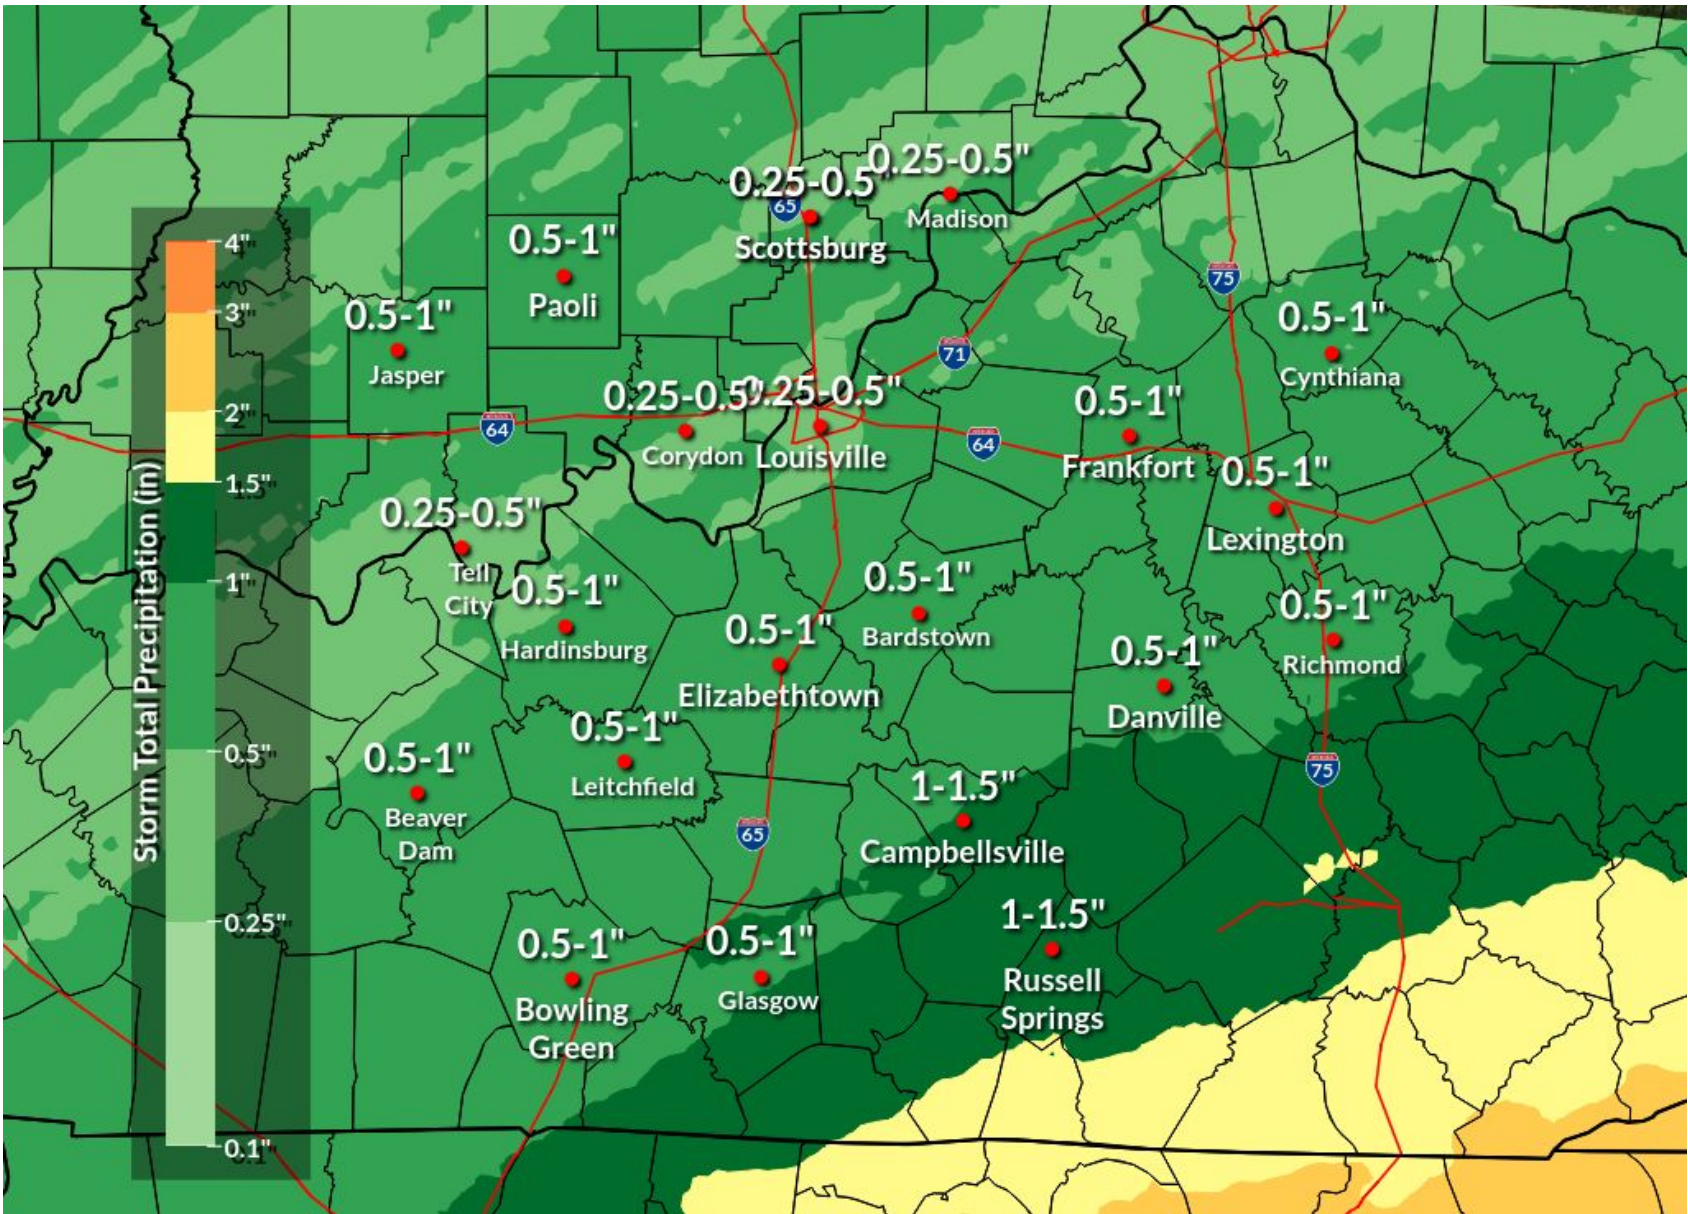 0.25-0.5"
Madison
0.25-0.5"
65
Scottsburg
0.5-1"
Paoli
75
4"
3"
2"
1.5"
1"
0.5"
0.25"
0.1"
Storm Total Precipitation (in)
0.5-1"
Jasper
0.5-1"
Cynthiana
71
0.25-0.5"
Corydon
0.25-0.5"
Louisville
64
64
0.5-1"
Frankfort
0.5-1"
Lexington
0.25-0.5"
Tell
City
0.5-1"
Hardinsburg
0.5-1"
Bardstown
0.5-1"
Richmond
0.5-1"
Elizabethtown
0.5-1"
Danville
0.5-1"
Leitchfield
0.5-1"
Beaver
Dam
75
65
1-1.5"
Campbellsville
1-1.5"
Russell
Springs
0.5-1"
Bowling
Green
0.5-1"
Glasgow